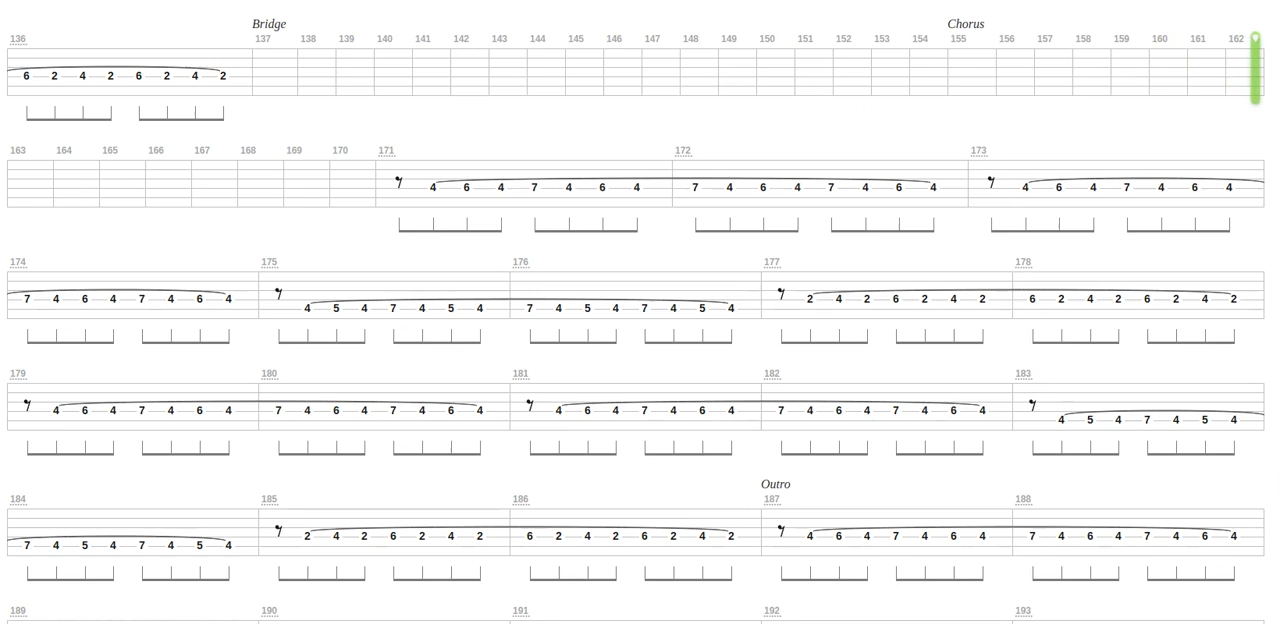 Bridge Chorus
136 137 138 139 140 141 142 143 144 145 146 147 148 149 150 151 152 153 154 155 156 157 158 159 160 161 162
6 2 4 2 6 2 4 2
163 164 165 166 167 168 169 170 171 172 173
4 6 4 7 4 6 4 7 4 6 4 7 4 6 4 4 6 4 7 4 6 4
174 175 176 177 178
7 4 6 4 7 4 6 4 4 5 4 7 4 5 4 7 4 5 4 7 4 5 4 2 4 2 6 2 4 2 6 2 4 2 6 2 4 2
179 180 181 182 183
4 6 4 7 4 6 4 7 4 6 4 7 4 6 4 4 6 4 7 4 6 4 7 4 6 4 7 4 6 4 4 5 4 7 4 5 4
Outro
184 185 186 187 188
7 4 5 4 7 4 5 4 2 4 2 6 2 4 2 6 2 4 2 6 2 4 2 4 6 4 7 4 6 4 7 4 6 4 7 4 6 4
189 190 191 192 193